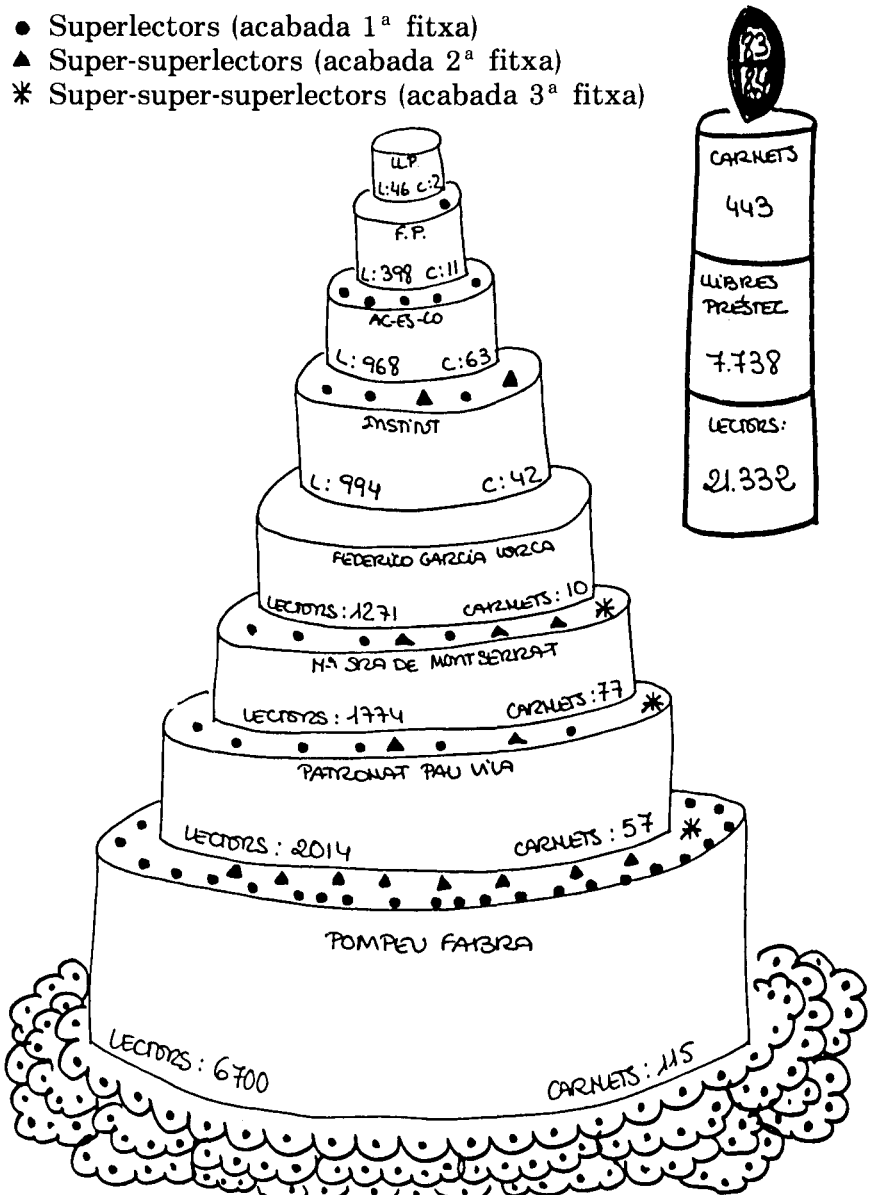 ● Superlectors (acabada 1ª fitxa)
▲ Super-superlectors (acabada 2ª fitxa)
✱ Super-super-superlectors (acabada 3ª fitxa)
83
84
CARNETS
443
LLIBRES
PRÉSTEC
7.738
LECTORS:
21.332
LL.P.
L:46 C:2
F.P.
L:398 C:11
AC-ES-CO
L:968 C:63
INSTITUT
L:994 C:42
FEDERICO GARCÍA LORCA
LECTORS:1271 CARNETS:10
Mª SRA DE MONTSERRAT
LECTORS:1774 CARNETS:77
PATRONAT PAU VILA
LECTORS:2014 CARNETS:57
POMPEU FABRA
LECTORS:6700 CARNETS:115